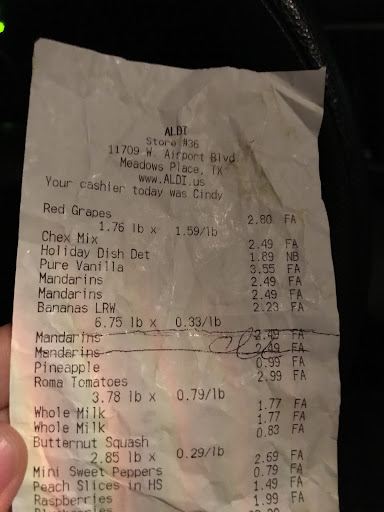 ALDI
Store #36
11709 W. Airport Blvd.
Meadows Place, TX
www.ALDI.us
Your cashier today was Cindy
Red Grapes 2.80 FA
1.76 lb x 1.59/lb
Chex Mix 2.49 FA
Holiday Dish Det 1.89 NB
Pure Vanilla 3.55 FA
Mandarins 2.49 FA
Mandarins 2.49 FA
Bananas LRW 2.23 FA
6.75 lb x 0.33/lb
Mandarins 2.49 FA
Mandarins 2.49 FA
Pineapple 0.99 FA
Roma Tomatoes 2.99 FA
3.78 lb x 0.79/lb
Whole Milk 1.77 FA
Whole Milk 1.77 FA
Butternut Squash 0.83 FA
2.85 lb x 0.29/lb
Mini Sweet Peppers 2.69 FA
Peach Slices in HS 0.79 FA
Raspberries 1.49 FA
1.99 FA